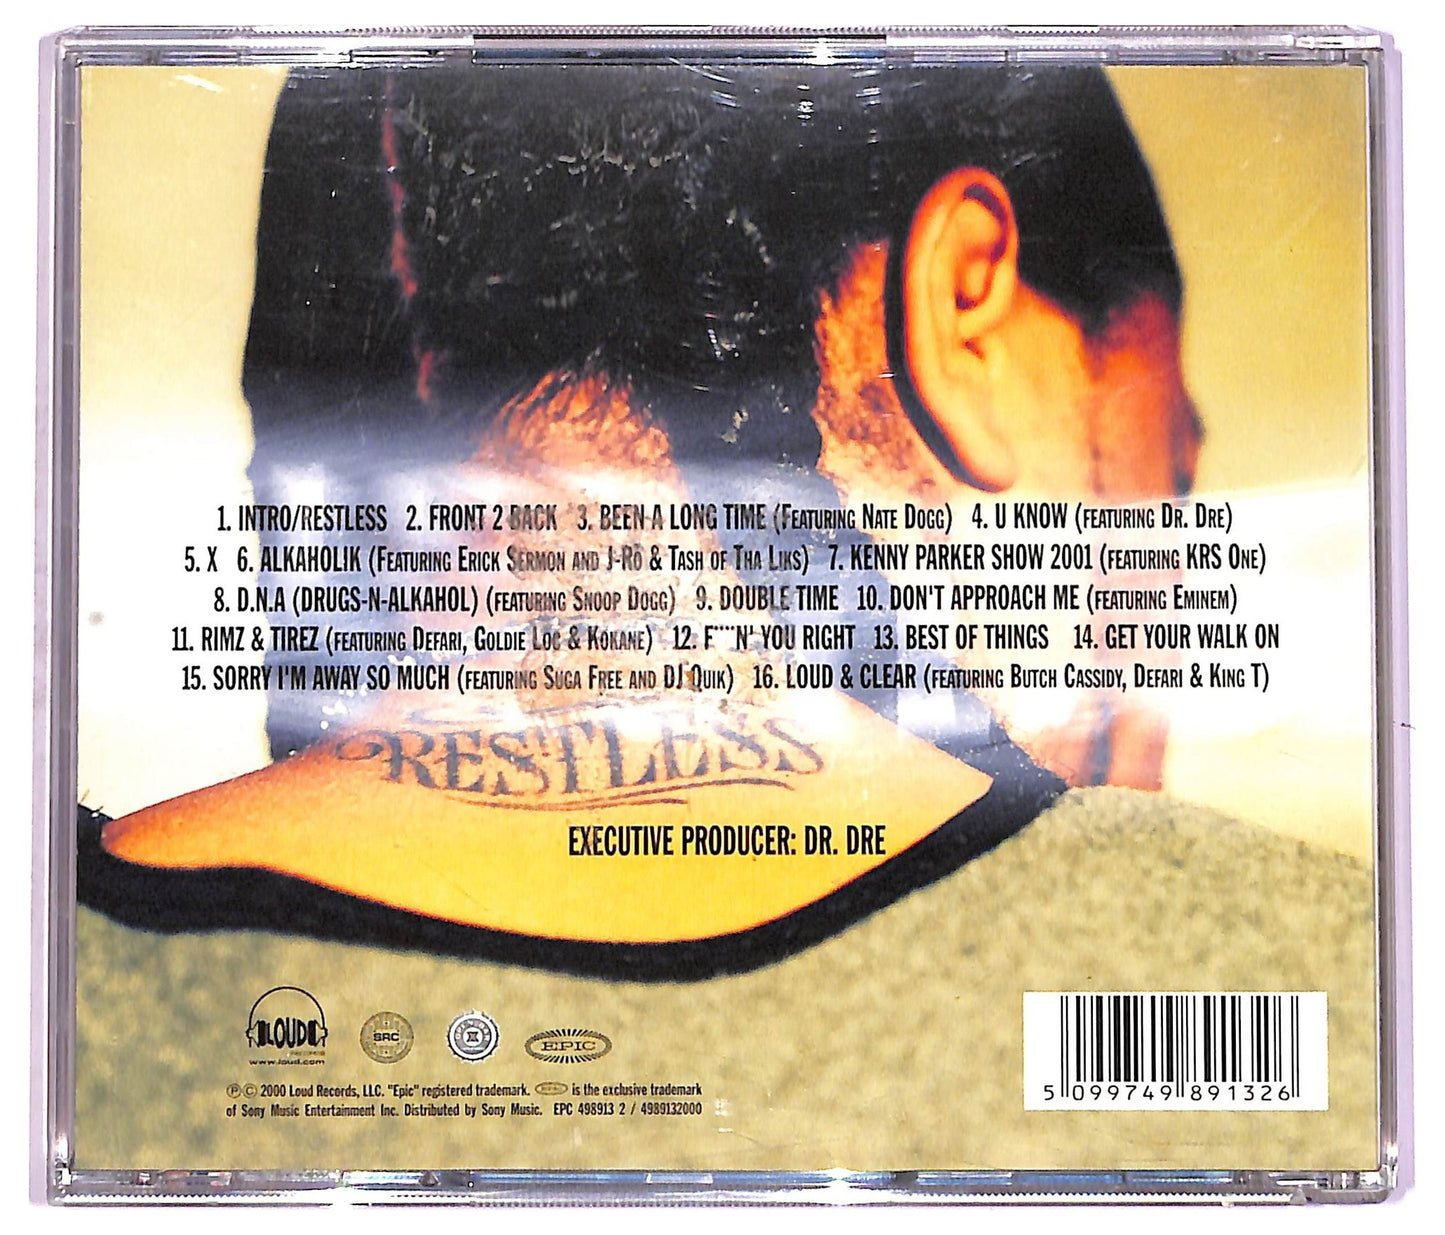 1. INTRO/RESTLESS 2. FRONT 2 BACK 3. BEEN A LONG TIME (FEATURING NATE DOGG) 4. U KNOW (FEATURING DR. DRE)
5. X 6. ALKAHOLIK (FEATURING ERICK SERMON AND J-RO & TASH OF THA LIKS) 7. KENNY PARKER SHOW 2001 (FEATURING KRS ONE)
8. D.N.A (DRUGS-N-ALKAHOL) (FEATURING SNOOP DOGG) 9. DOUBLE TIME 10. DON'T APPROACH ME (FEATURING EMINEM)
11. RIMZ & TIREZ (FEATURING DEFARI, GOLDIE LOC & KOKANE) 12. F****N' YOU RIGHT 13. BEST OF THINGS 14. GET YOUR WALK ON
15. SORRY I'M AWAY SO MUCH (FEATURING SUGA FREE AND DJ QUIK) 16. LOUD & CLEAR (FEATURING BUTCH CASSIDY, DEFARI & KING T)
RESTLESS
EXECUTIVE PRODUCER: DR. DRE
LOUD
RECORDS
www.loud.com
SRC
EPIC
℗© 2000 Loud Records, LLC. "Epic" registered trademark. EPIC is the exclusive trademark
of Sony Music Entertainment Inc. Distributed by Sony Music. EPC 498913 2 / 4989132000
5 099749 891326